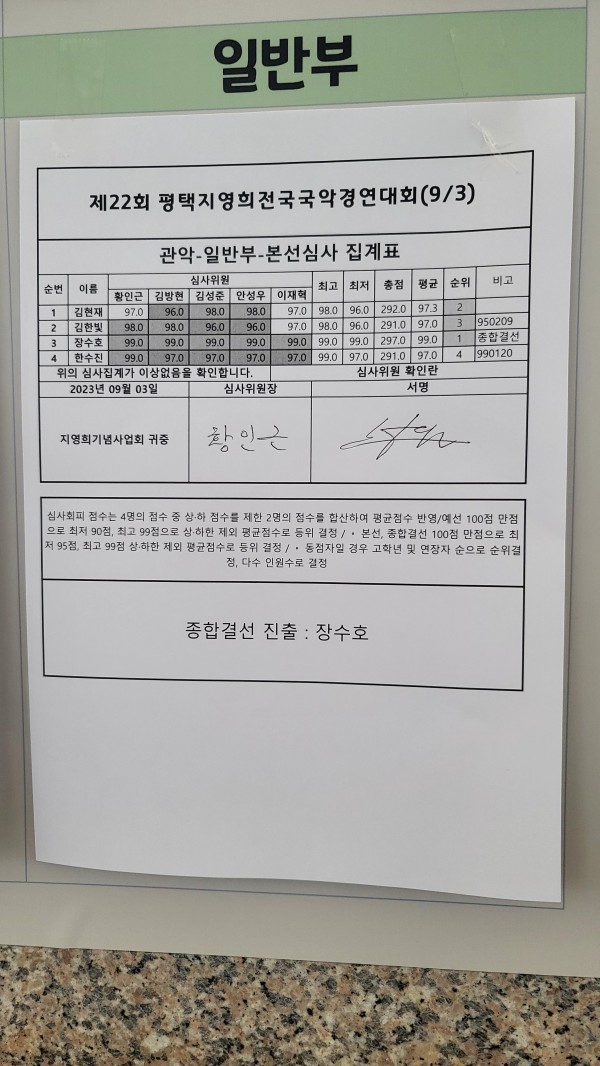 일반부
제22회 평택지영희전국국악경연대회(9/3)
관악-일반부-본선심사 집계표
순번 이름 심사위원 최고 최저 총점 평균 순위 비고
황인근 김방현 김성준 안성우 이재혁
1 김현재 97.0 96.0 98.0 98.0 97.0 98.0 96.0 292.0 97.3 2
2 김한빛 98.0 98.0 96.0 96.0 97.0 98.0 96.0 291.0 97.0 3 950209
3 장수호 99.0 99.0 99.0 99.0 99.0 99.0 99.0 297.0 99.0 1 종합결선
4 한수진 99.0 97.0 97.0 97.0 97.0 99.0 97.0 291.0 97.0 4 990120
위의 심사집계가 이상없음을 확인합니다. 심사위원 확인란
2023년 09월 03일 심사위원장 서명
지영희기념사업회 귀중 황인근
심사회피 점수는 4명의 점수 중 상·하 점수를 제한 2명의 점수를 합산하여 평균점수 반영/예선 100점 만점
으로 최저 90점, 최고 99점으로 상·하한 제외 평균점수로 등위 결정 / • 본선, 종합결선 100점 만점으로 최
저 95점, 최고 99점 상·하한 제외 평균점수로 등위 결정 / • 동점자일 경우 고학년 및 연장자 순으로 순위결
정, 다수 인원수로 결정
종합결선 진출 : 장수호